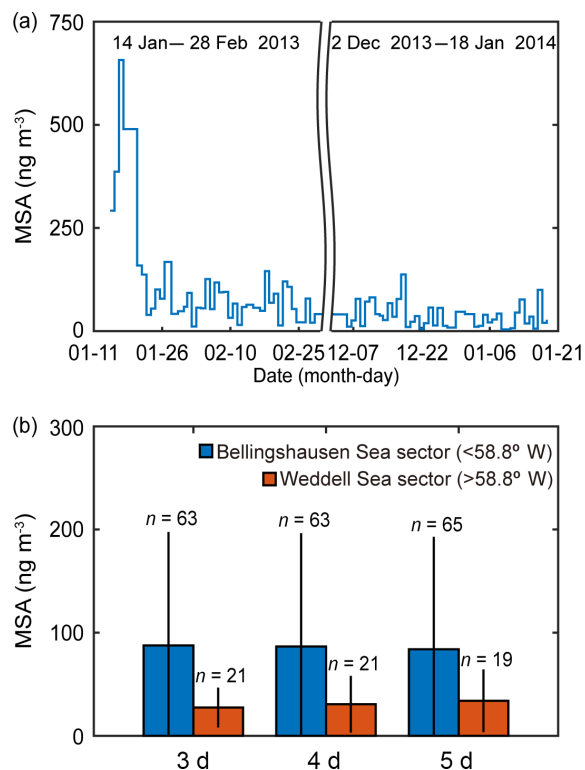 (a)
750
14 Jan— 28 Feb 2013
2 Dec 2013—18 Jan 2014
500
MSA (ng m⁻³)
250
0
01-11 01-26 02-10 02-25 12-07 12-22 01-06 01-21
Date (month-day)
(b)
300
Bellingshausen Sea sector (<58.8º W)
Weddell Sea sector (>58.8º W)
n = 63 n = 63 n = 65
200
MSA (ng m⁻³)
100
n = 21 n = 21 n = 19
0
3 d 4 d 5 d